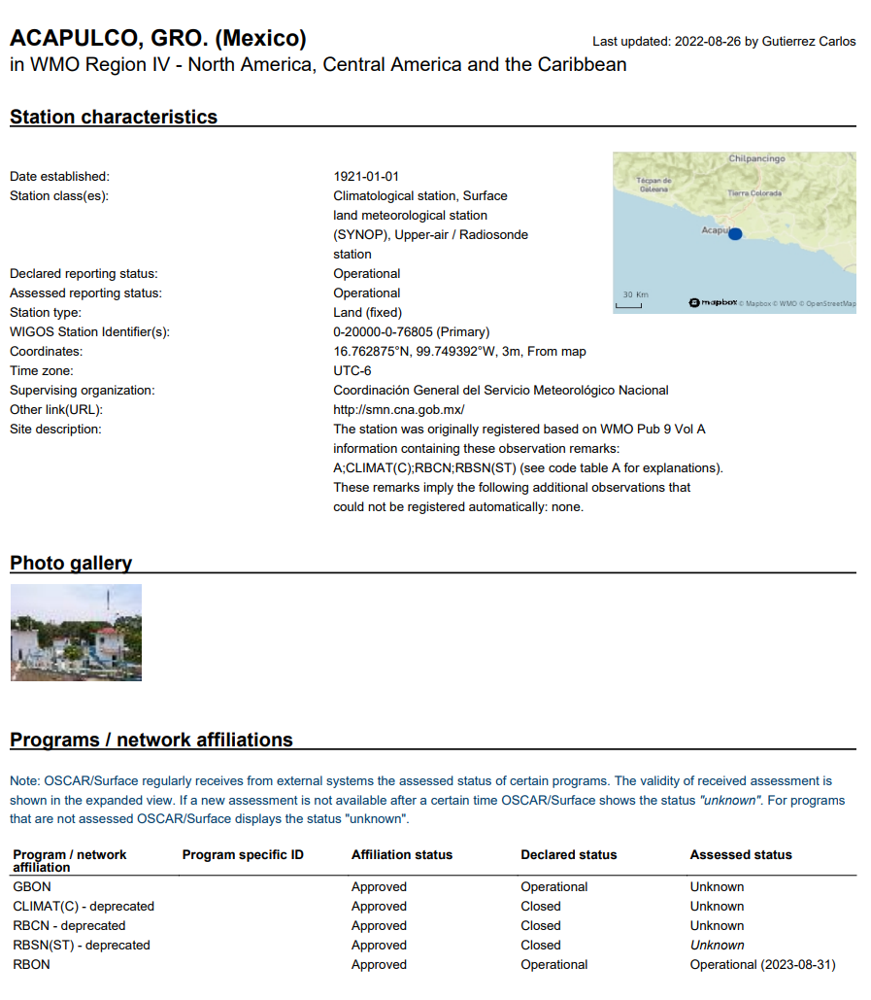 ACAPULCO, GRO. (Mexico)
Last updated: 2022-08-26 by Gutierrez Carlos
in WMO Region IV - North America, Central America and the Caribbean
Station characteristics
Date established: 1921-01-01
Station class(es): Climatological station, Surface
land meteorological station
(SYNOP), Upper-air / Radiosonde
station
Declared reporting status: Operational
Assessed reporting status: Operational
Station type: Land (fixed)
WIGOS Station Identifier(s): 0-20000-0-76805 (Primary)
Coordinates: 16.762875°N, 99.749392°W, 3m, From map
Time zone: UTC-6
Supervising organization: Coordinación General del Servicio Meteorológico Nacional
Other link(URL): http://smn.cna.gob.mx/
Site description: The station was originally registered based on WMO Pub 9 Vol A
information containing these observation remarks:
A;CLIMAT(C);RBCN;RBSN(ST) (see code table A for explanations).
These remarks imply the following additional observations that
could not be registered automatically: none.
Chilpancingo
Técpan de
Galeana
Tierra Colorada
Acapul
30 Km
mapbox © Mapbox © WMO © OpenStreetMap
Photo gallery
Programs / network affiliations
Note: OSCAR/Surface regularly receives from external systems the assessed status of certain programs. The validity of received assessment is
shown in the expanded view. If a new assessment is not available after a certain time OSCAR/Surface shows the status "unknown". For programs
that are not assessed OSCAR/Surface displays the status "unknown".
Program / network
affiliation
Program specific ID Affiliation status Declared status Assessed status
GBON Approved Operational Unknown
CLIMAT(C) - deprecated Approved Closed Unknown
RBCN - deprecated Approved Closed Unknown
RBSN(ST) - deprecated Approved Closed Unknown
RBON Approved Operational Operational (2023-08-31)